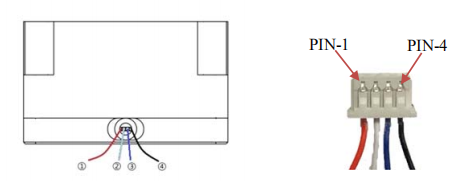 PIN-1
PIN-4
① ② ③ ④